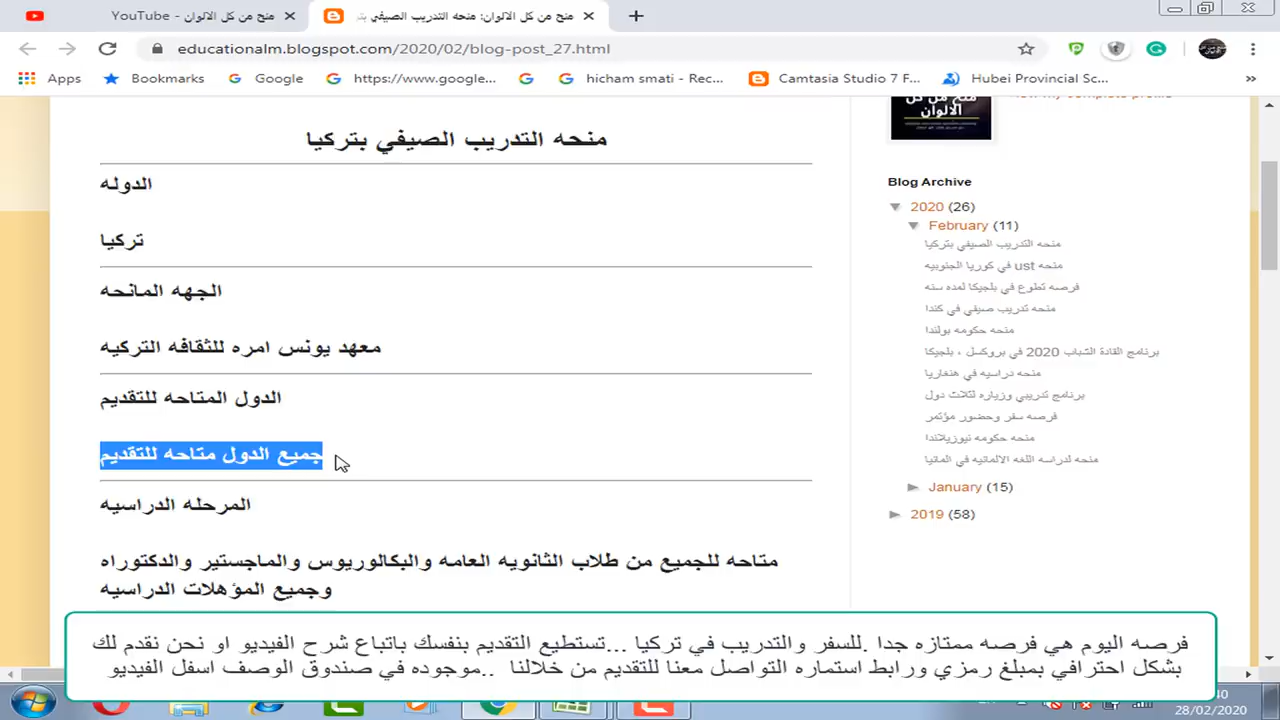 منح من كل الالوان - YouTube
منح من كل الالوان: منحه التدريب الصيفي بتر
educationalm.blogspot.com/2020/02/blog-post_27.html
Apps
Bookmarks
Google
https://www.google...
hicham smati - Rec...
Camtasia Studio 7 F...
Hubei Provincial Sc...
»
منحه التدريب الصيفي بتركيا
الدوله
تركيا
الجهه المانحه
معهد يونس امره للثقافه التركيه
الدول المتاحه للتقديم
جميع الدول متاحه للتقديم
المرحله الدراسيه
متاحه للجميع من طلاب الثانويه العامه والبكالوريوس والماجستير والدكتوراه
وجميع المؤهلات الدراسيه
منح من كل
الالوان
Blog Archive
2020 (26)
February (11)
منحه التدريب الصيفي بتركيا
منحه ust في كوريا الجنوبيه
فرصه تطوع في بلجيكا لمده سنه
منحه تدريب صيفي في كندا
منحه حكومه بولندا
برنامج القادة الشباب 2020 في بروكسل ، بلجيكا
منحه دراسيه في هنغاريا
برنامج تدريبي وزياره لثلاث دول
فرصه سفر وحضور مؤتمر
منحه حكومه نيوزيلاندا
منحه لدراسه اللغه الالمانيه في المانيا
January (15)
2019 (58)
فرصه اليوم هي فرصه ممتازه جدا .للسفر والتدريب في تركيا ...تستطيع التقديم بنفسك باتباع شرح الفيديو او نحن نقدم لك
بشكل احترافي بمبلغ رمزي ورابط استماره التواصل معنا للتقديم من خلالنا ..موجوده في صندوق الوصف اسفل الفيديو
28/02/2020